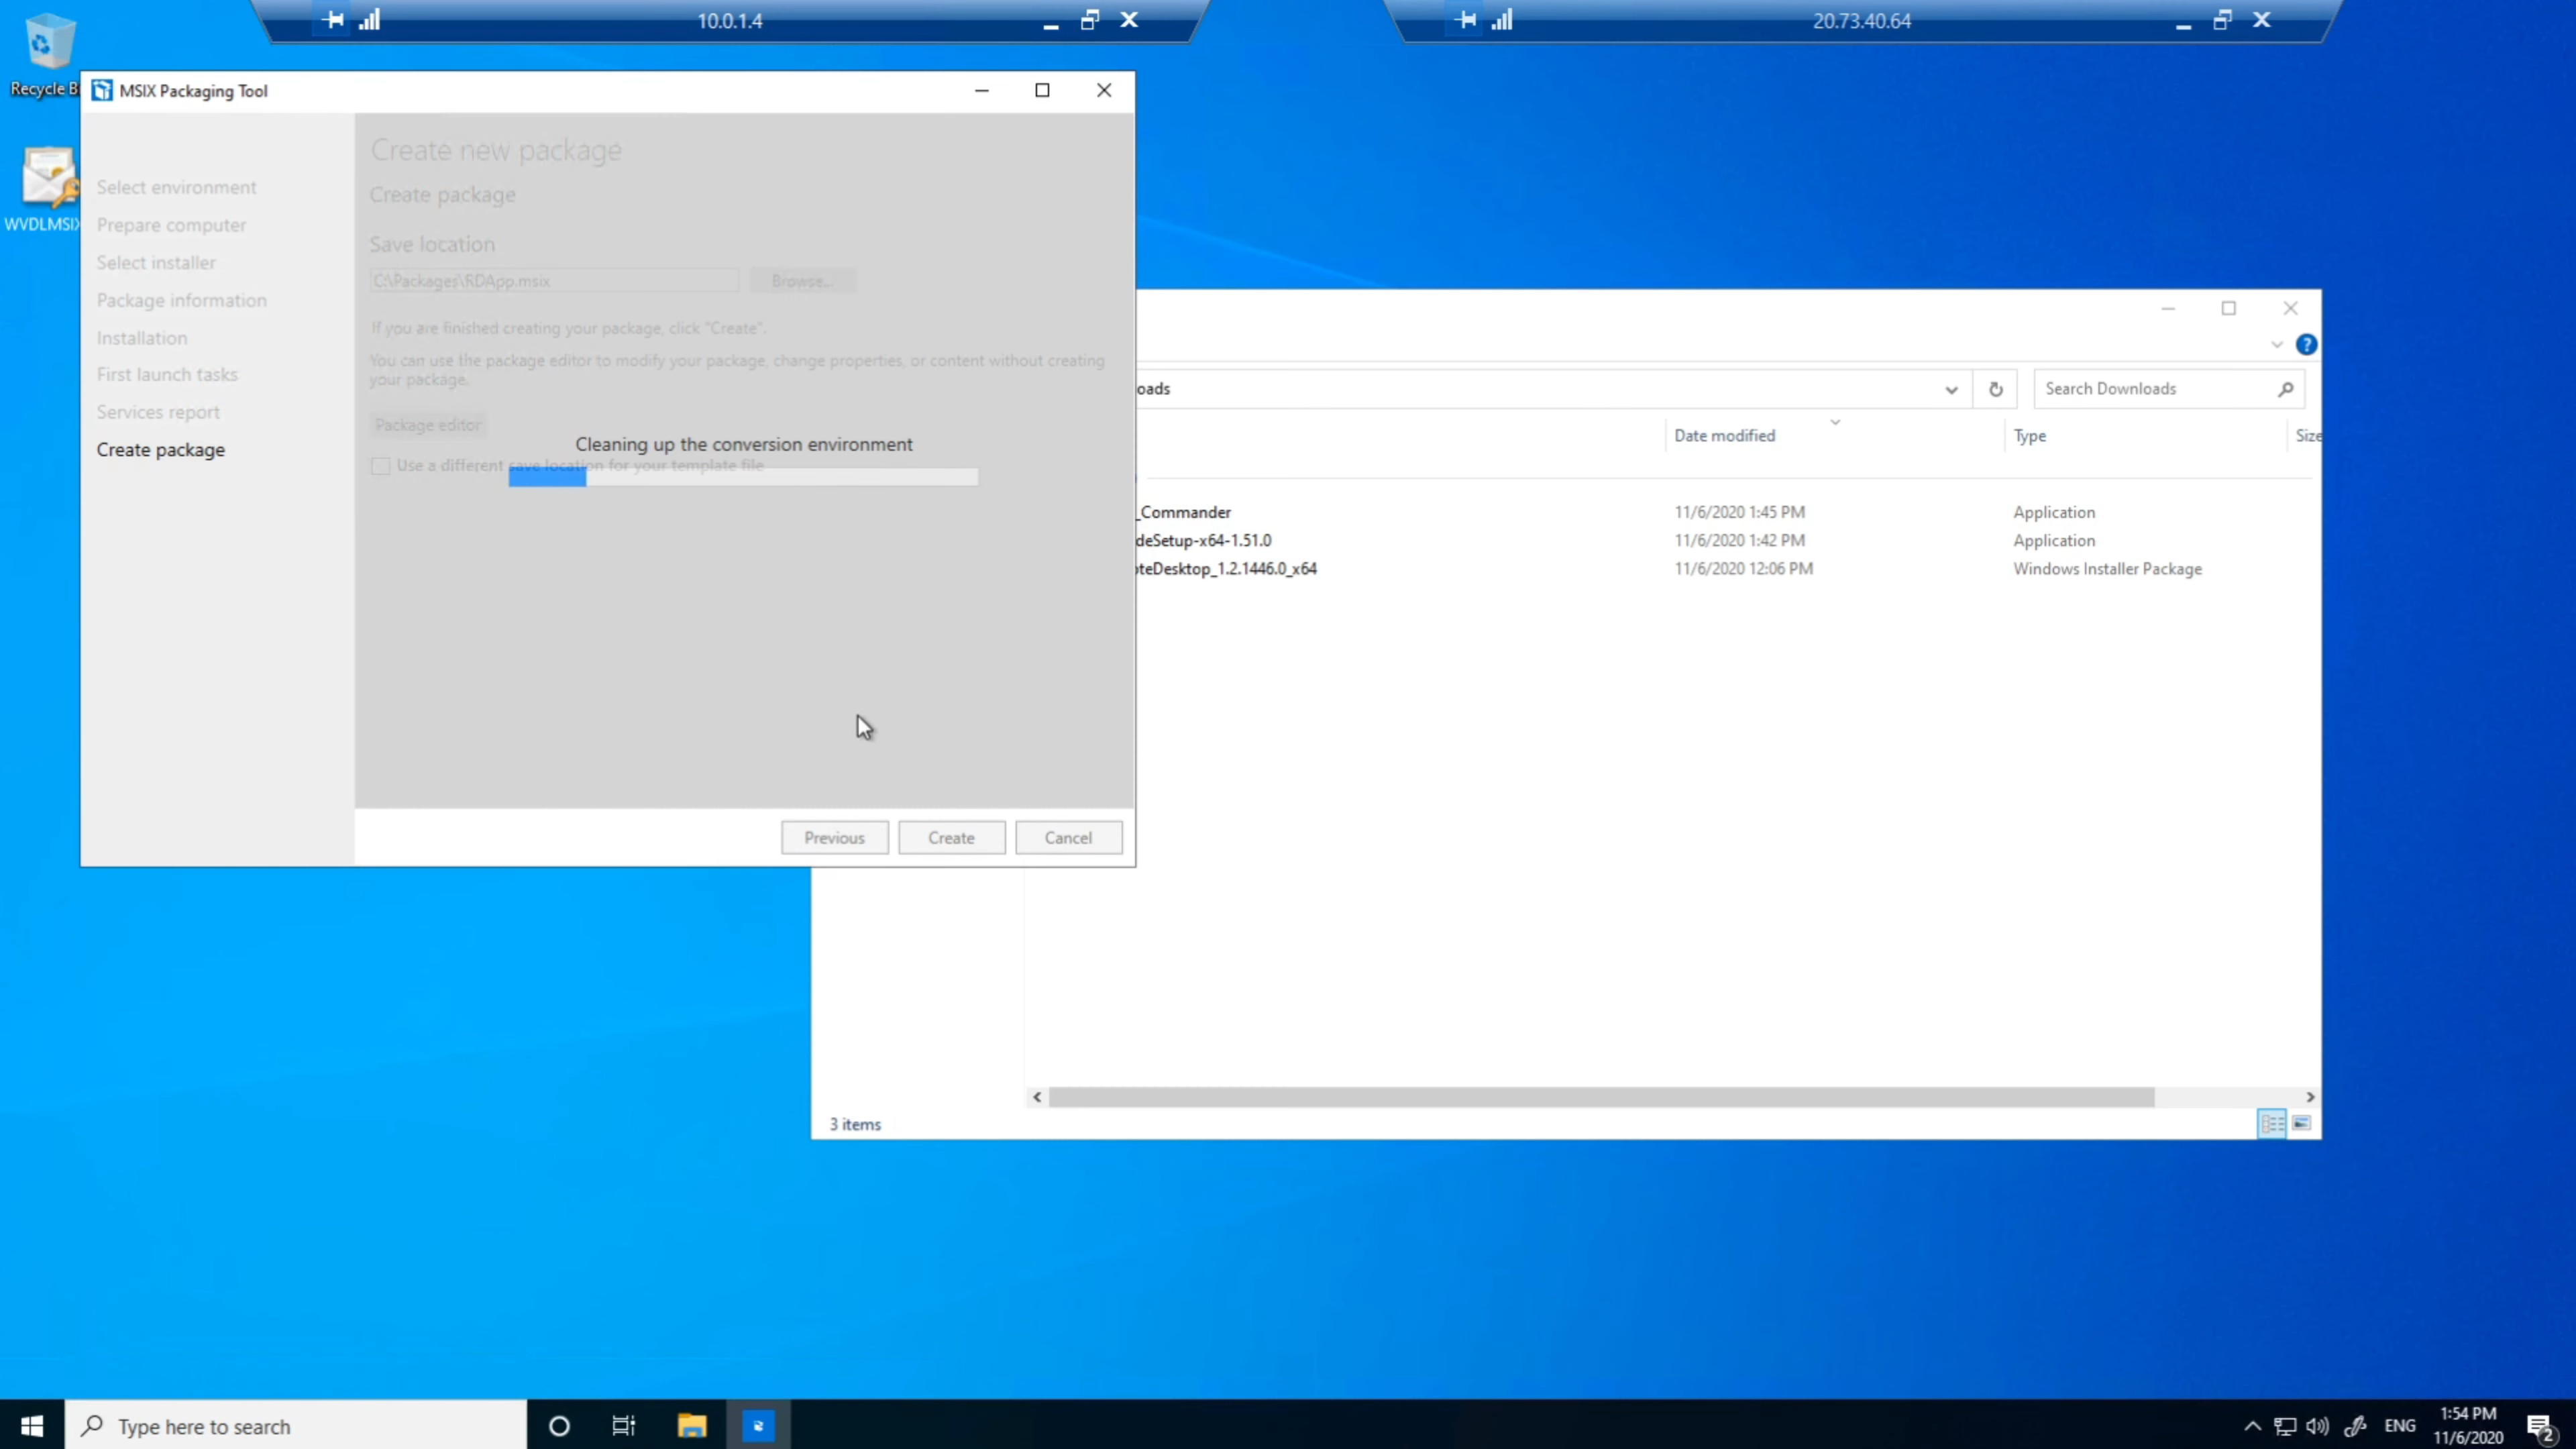 10.0.1.4
20.73.40.64
Recycle B
WVDLMSIX
MSIX Packaging Tool
Select environment
Prepare computer
Select installer
Package information
Installation
First launch tasks
Services report
Create package
Create new package
Create package
Save location
C:\Packages\RDApp.msix
Browse...
If you are finished creating your package, click "Create".
You can use the package editor to modify your package, change properties, or content without creating
your package.
Package editor
Cleaning up the conversion environment
Use a different save location for your template file
Previous
Create
Cancel
oads
Search Downloads
Date modified
Type
Size
_Commander 11/6/2020 1:45 PM Application
deSetup-x64-1.51.0 11/6/2020 1:42 PM Application
oteDesktop_1.2.1446.0_x64 11/6/2020 12:06 PM Windows Installer Package
3 items
Type here to search
ENG
1:54 PM
11/6/2020
2